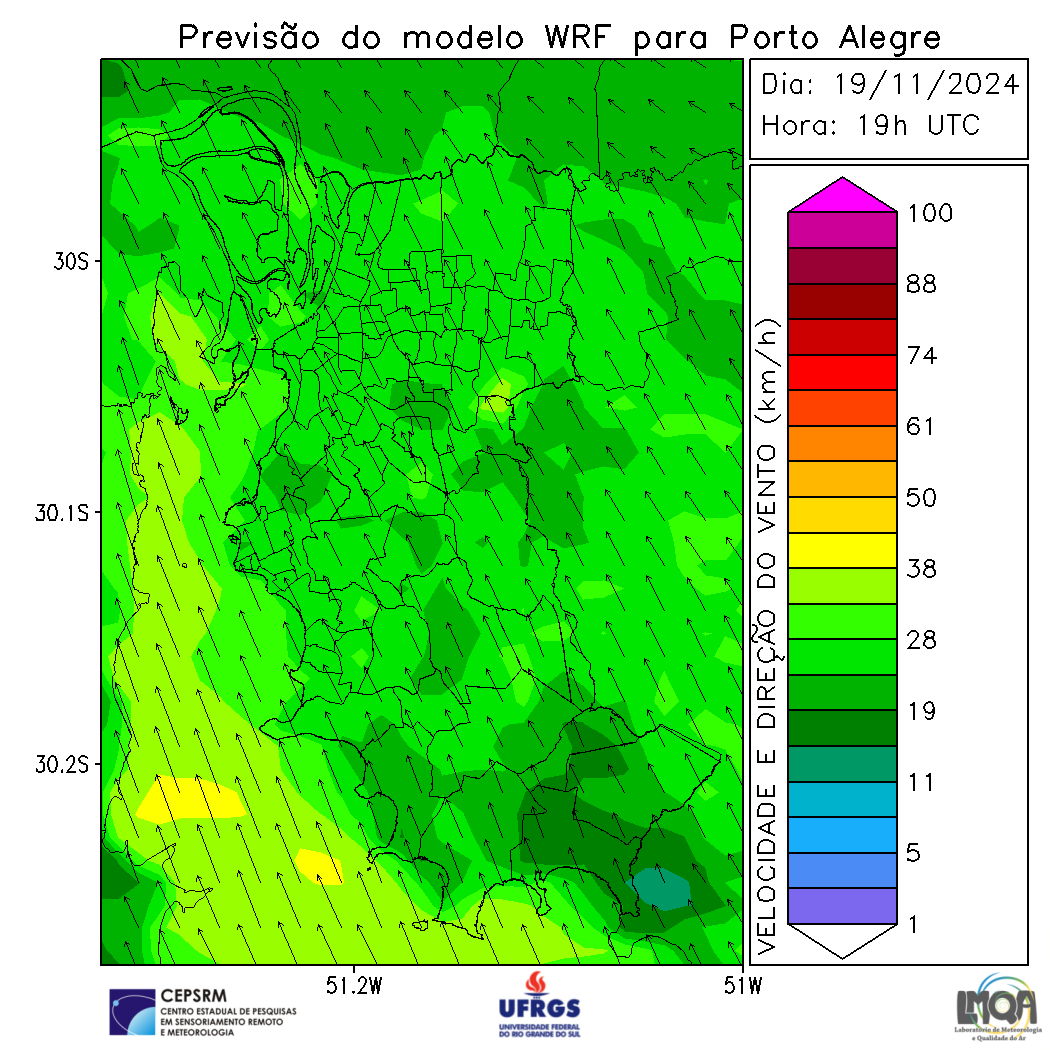 Previsão do modelo WRF para Porto Alegre
Dia: 19/11/2024
Hora: 19h UTC
30S
30.1S
30.2S
51.2W
51W
VELOCIDADE E DIREÇÃO DO VENTO (km/h)
100
88
74
61
50
38
28
19
11
5
1
CEPSRM
CENTRO ESTADUAL DE PESQUISAS
EM SENSORIAMENTO REMOTO
E METEOROLOGIA
UFRGS
UNIVERSIDADE FEDERAL
DO RIO GRANDE DO SUL
LMQA
Laboratório de Meteorologia
e Qualidade do Ar